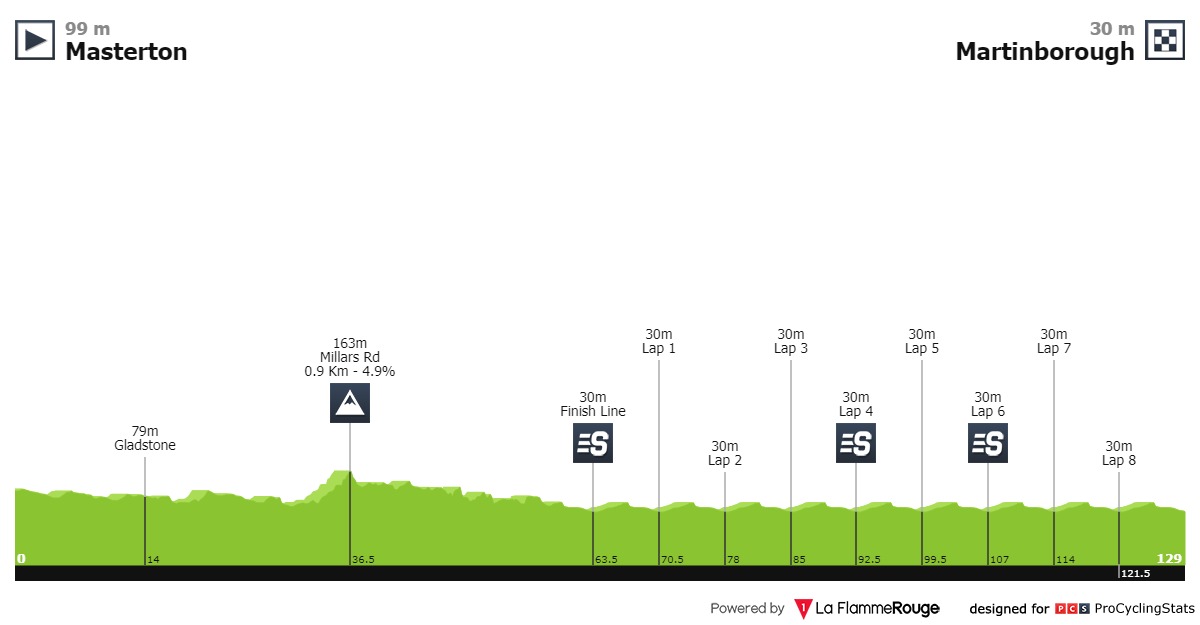 99 m
Masterton
30 m
Martinborough
163m
Millars Rd
0.9 Km - 4.9%
79m
Gladstone
30m
Finish Line
30m
Lap 1
30m
Lap 2
30m
Lap 3
30m
Lap 4
30m
Lap 5
30m
Lap 6
30m
Lap 7
30m
Lap 8
S
S
S
0
14
36.5
63.5
70.5
78
85
92.5
99.5
107
114
121.5
129
Powered by 1 La FlammeRouge designed for PCS ProCyclingStats